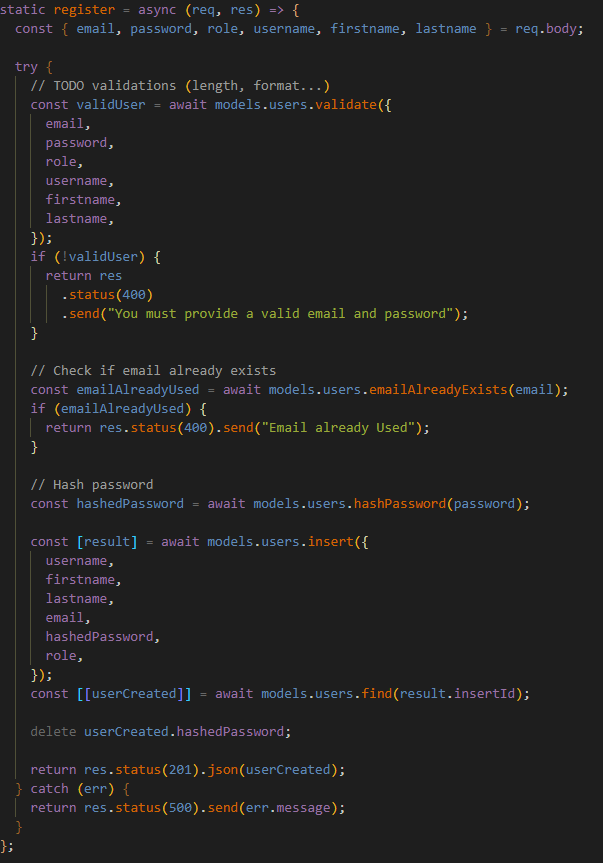 static register = async (req, res) => {
  const { email, password, role, username, firstname, lastname } = req.body;

  try {
    // TODO validations (length, format...)
    const validUser = await models.users.validate({
      email,
      password,
      role,
      username,
      firstname,
      lastname,
    });
    if (!validUser) {
      return res
        .status(400)
        .send("You must provide a valid email and password");
    }

    // Check if email already exists
    const emailAlreadyUsed = await models.users.emailAlreadyExists(email);
    if (emailAlreadyUsed) {
      return res.status(400).send("Email already Used");
    }

    // Hash password
    const hashedPassword = await models.users.hashPassword(password);

    const [result] = await models.users.insert({
      username,
      firstname,
      lastname,
      email,
      hashedPassword,
      role,
    });
    const [[userCreated]] = await models.users.find(result.insertId);

    delete userCreated.hashedPassword;

    return res.status(201).json(userCreated);
  } catch (err) {
    return res.status(500).send(err.message);
  }
};